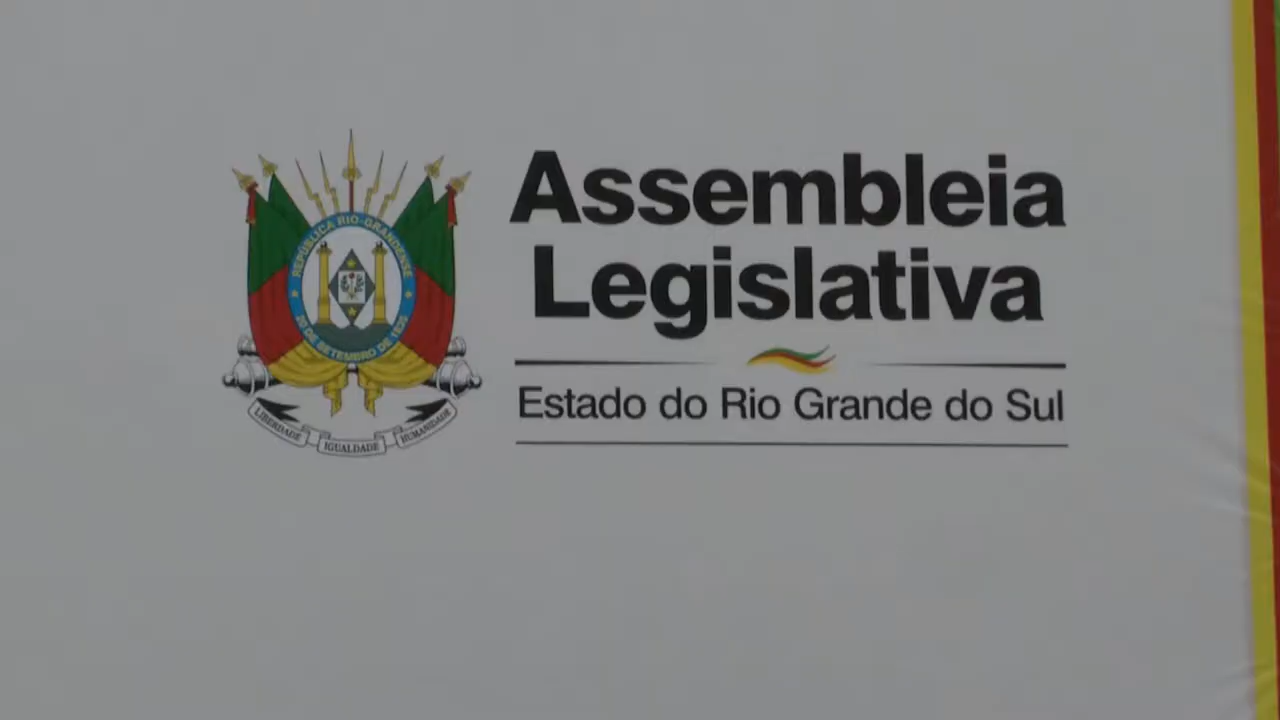 REPÚBLICA RIO-GRANDENSE
20 DE SETEMBRO DE 1835
LIBERDADE IGUALDADE HUMANIDADE
Assembleia
Legislativa
Estado do Rio Grande do Sul